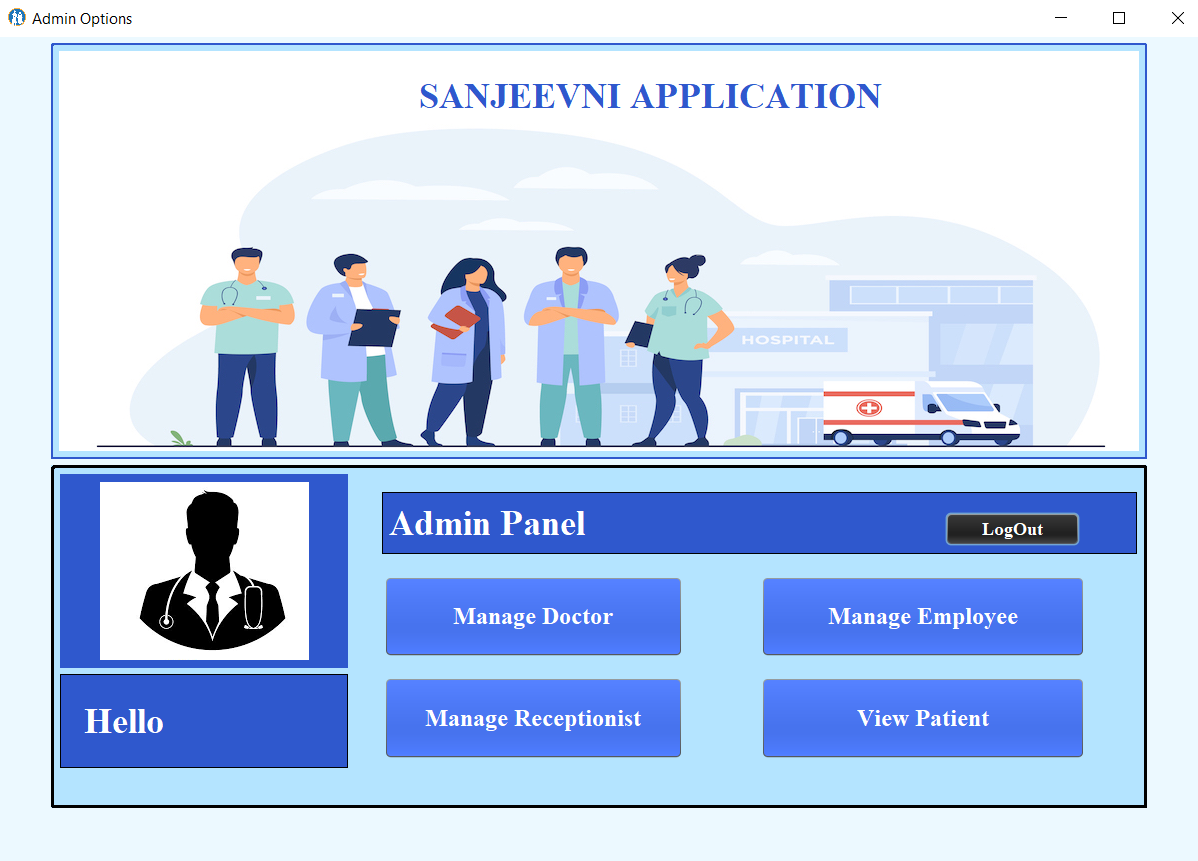 Admin Options
SANJEEVNI APPLICATION
HOSPITAL
Admin Panel
LogOut
Manage Doctor
Manage Employee
Hello
Manage Receptionist
View Patient